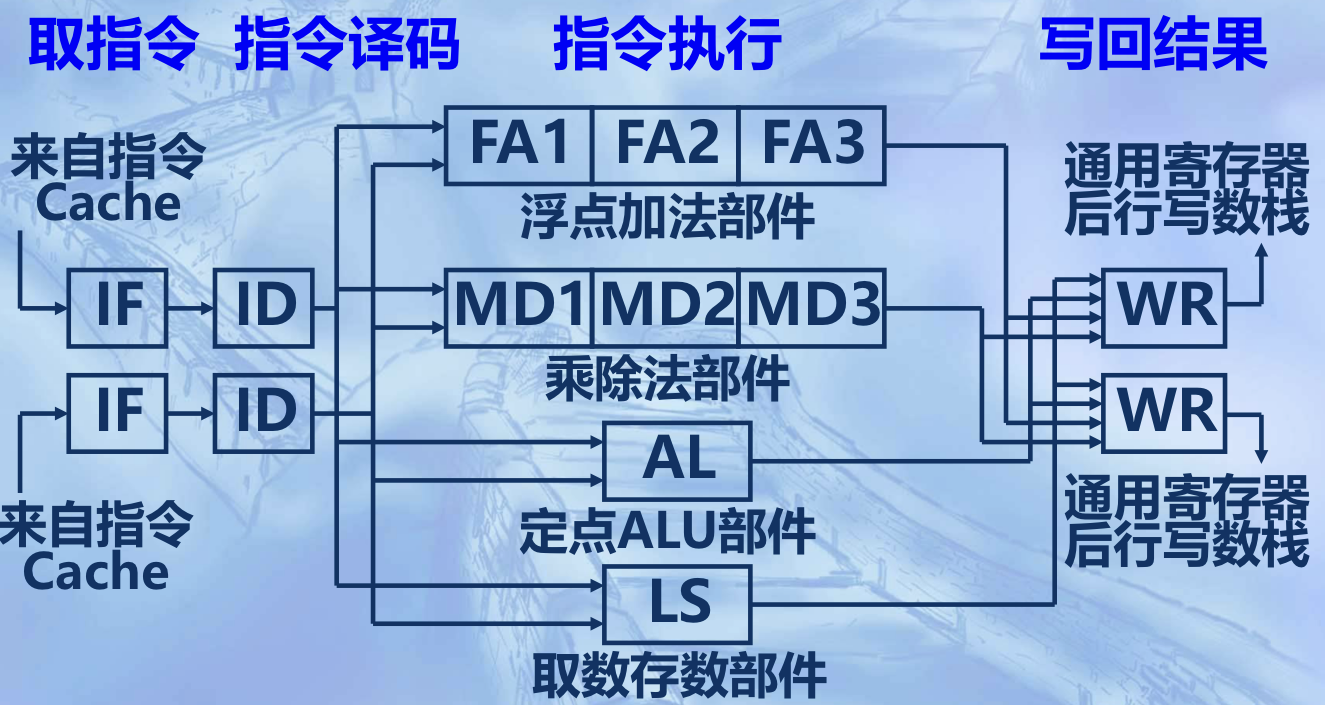 取指令 指令译码 指令执行 写回结果
来自指令
Cache
FA1 FA2 FA3
浮点加法部件
通用寄存器
后行写数栈
IF ID MD1 MD2 MD3 WR
乘除法部件
IF ID WR
AL
定点ALU部件
来自指令
Cache
通用寄存器
后行写数栈
LS
取数存数部件